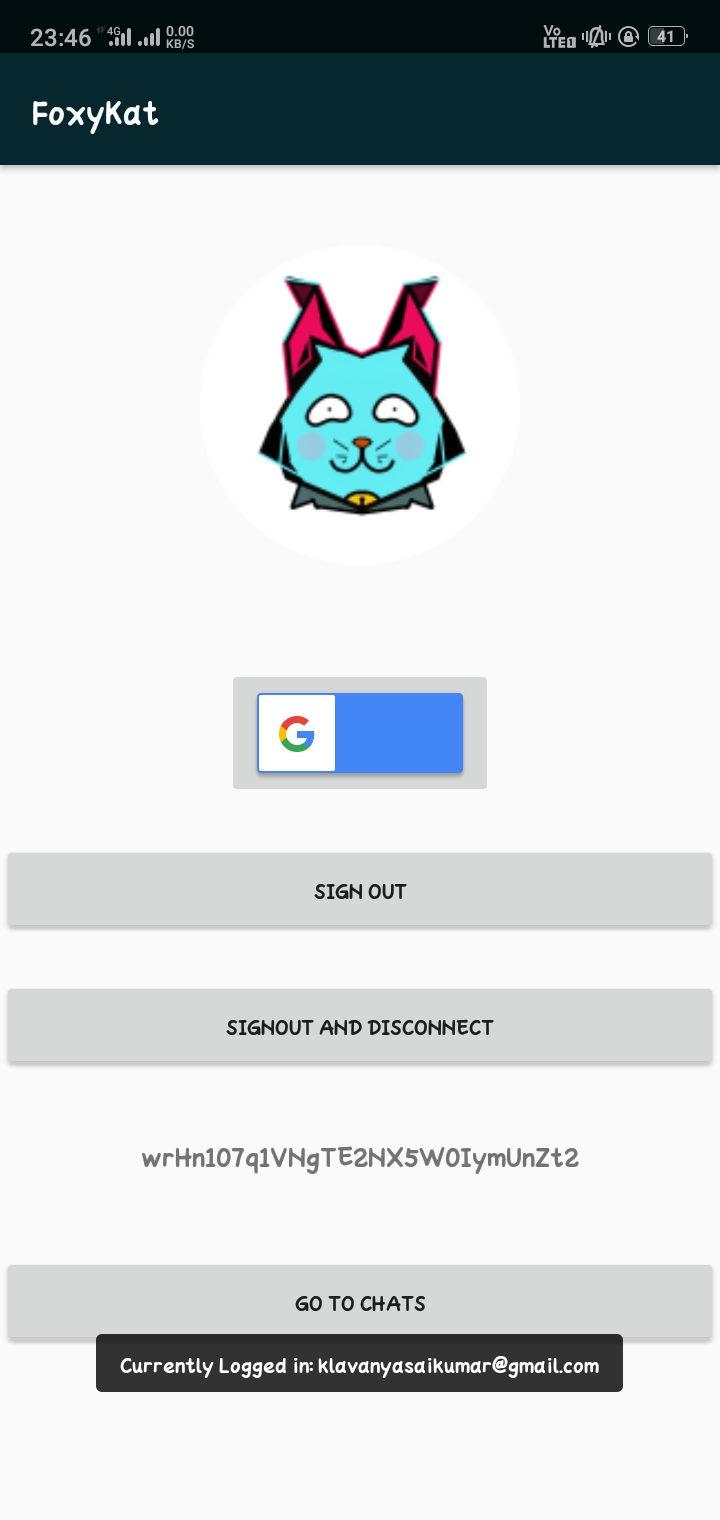 23:46 4G 0.00 KB/S Vo LTE 1 41
FoxyKat
G
SIGN OUT
SIGNOUT AND DISCONNECT
wrHn107q1VNgTE2NX5W0IymUnZt2
GO TO CHATS
Currently Logged in: klavanyasaikumar@gmail.com